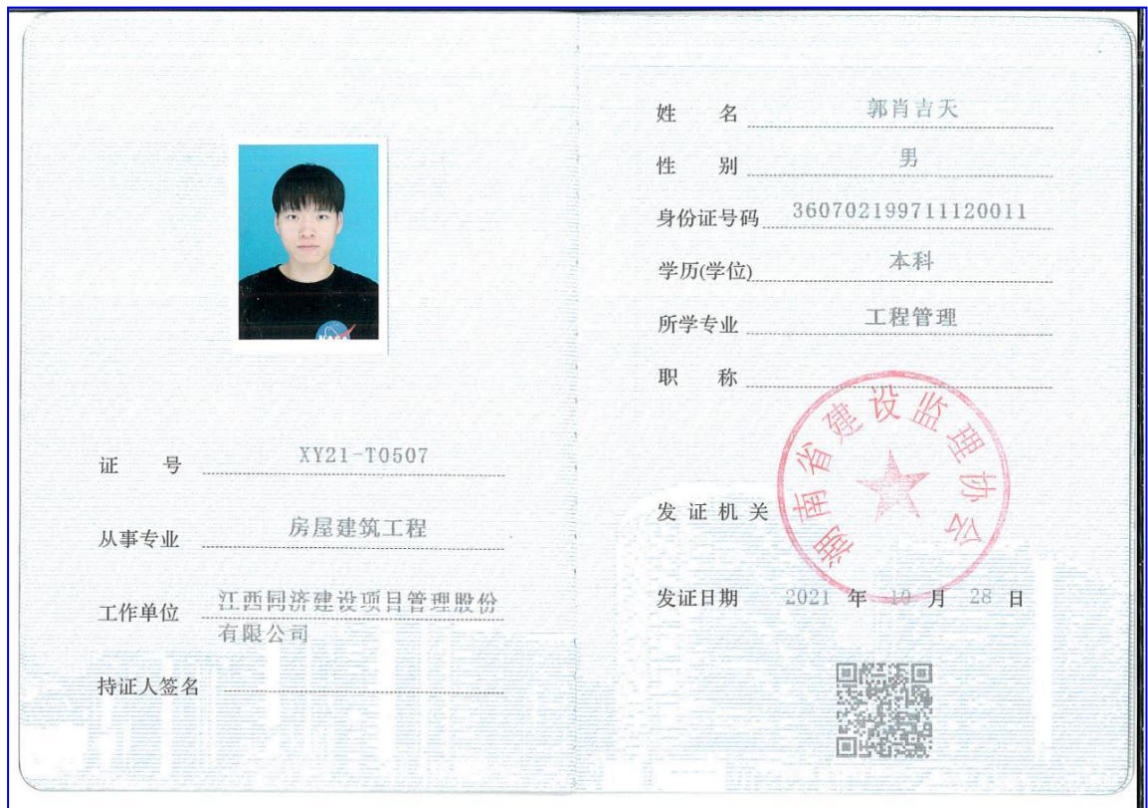 证 号 XY21-T0507
从事专业 房屋建筑工程
工作单位 江西同济建设项目管理股份
有限公司
持证人签名
姓 名 郭肖吉天
性 别 男
身份证号码 360702199711120011
学历(学位) 本科
所学专业 工程管理
职 称
湖南省建设监理协会
发证机关
发证日期 2021 年 10 月 28 日